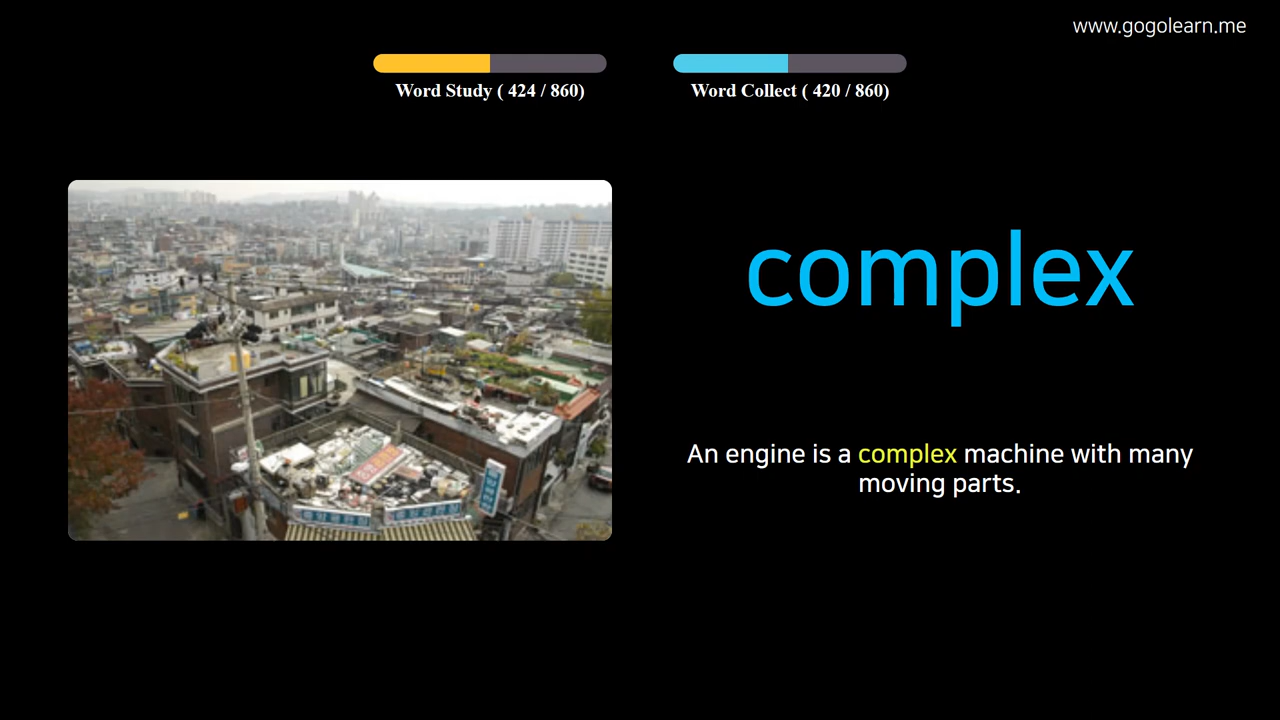 www.gogolearn.me
Word Study ( 424 / 860)
Word Collect ( 420 / 860)
complex
An engine is a complex machine with many
moving parts.